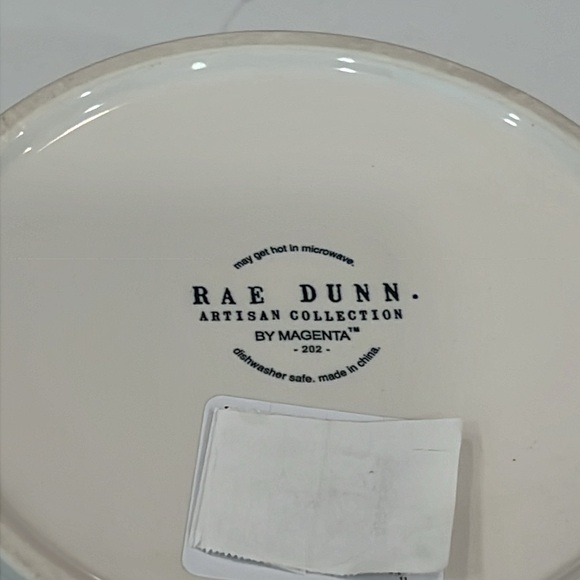 may get hot in microwave.
RAE DUNN.
ARTISAN COLLECTION
BY MAGENTA™
- 202 -
dishwasher safe. made in china.